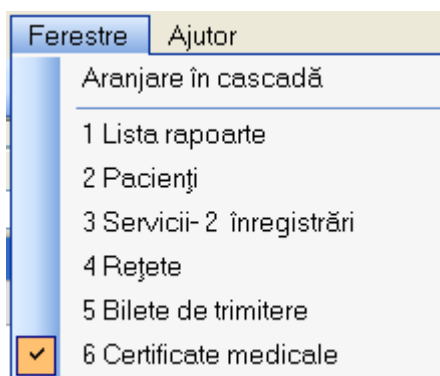 Ferestre Ajutor
Aranjare în cascadă
1 Lista rapoarte
2 Pacienţi
3 Servicii- 2 înregistrări
4 Reţete
5 Bilete de trimitere
6 Certificate medicale